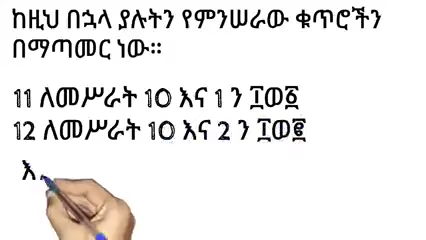 ከዚህ በኋላ ያሉትን የምንሠራው ቁጥሮችን
በማጣመር ነው።
11 ለመሥራት 10 እና 1 ን ፲ወ፩
12 ለመሥራት 10 እና 2 ን ፲ወ፪
እ